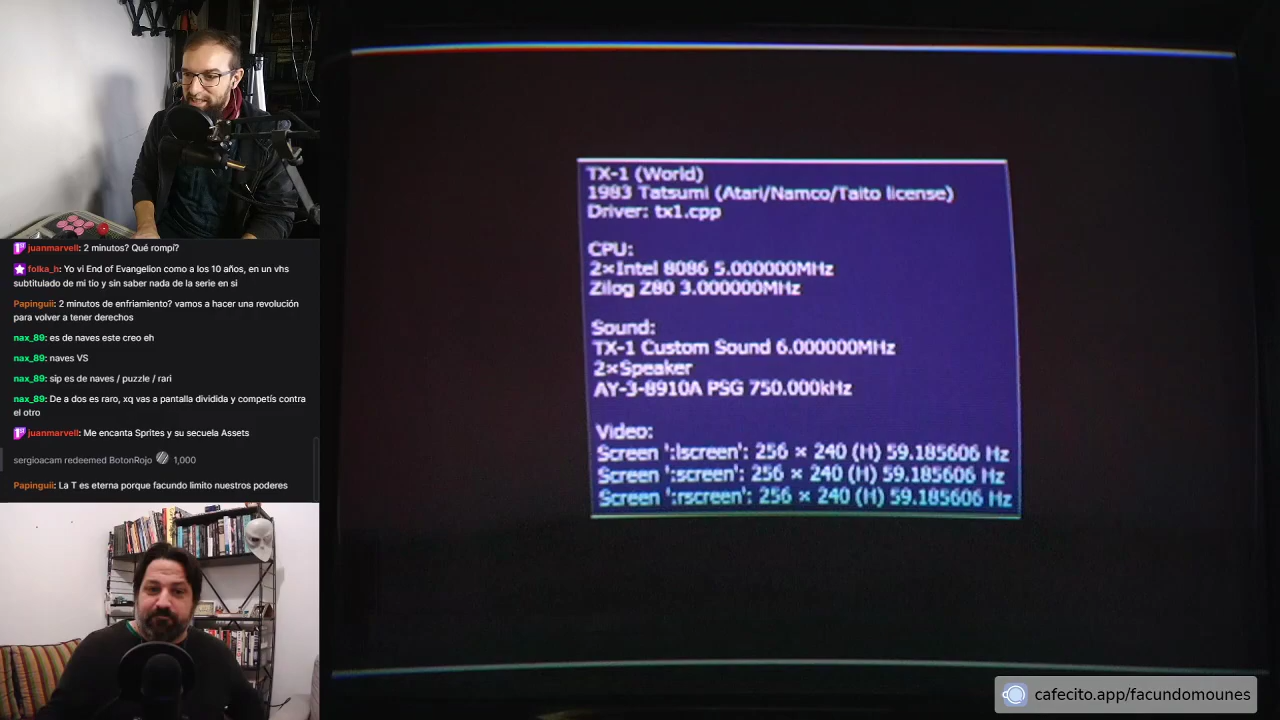 juanmarvell: 2 minutos? Qué rompí?
folka_h: Yo vi End of Evangelion como a los 10 años, en un vhs
subtitulado de mi tío y sin saber nada de la serie en si
Papinguii: 2 minutos de enfriamiento? vamos a hacer una revolución
para volver a tener derechos
nax_89: es de naves este creo eh
nax_89: naves VS
nax_89: sip es de naves / puzzle / rari
nax_89: De a dos es raro, xq vas a pantalla dividida y competís contra
el otro
juanmarvell: Me encanta Sprites y su secuela Assets
sergioacam redeemed BotonRojo 1,000
Papinguii: La T es eterna porque facundo limito nuestros poderes
TX-1 (World)
1983 Tatsumi (Atari/Namco/Taito license)
Driver: tx1.cpp
CPU:
2×Intel 8086 5.000000MHz
Zilog Z80 3.000000MHz
Sound:
TX-1 Custom Sound 6.000000MHz
2×Speaker
AY-3-8910A PSG 750.000kHz
Video:
Screen ':lscreen': 256 × 240 (H) 59.185606 Hz
Screen ':screen': 256 × 240 (H) 59.185606 Hz
Screen ':rscreen': 256 × 240 (H) 59.185606 Hz
cafecito.app/facundomounes